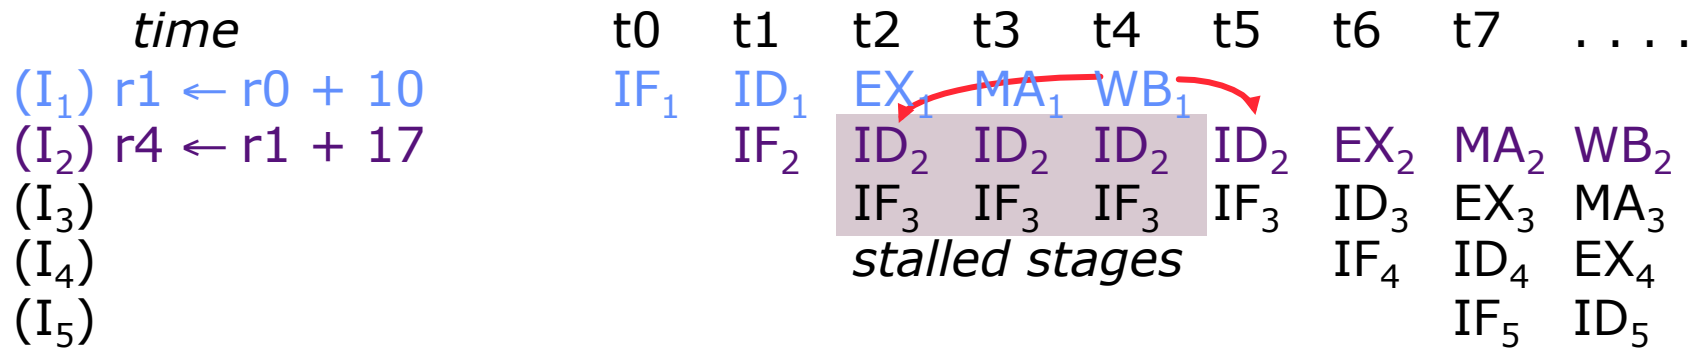 time t0 t1 t2 t3 t4 t5 t6 t7 . . . .
(I₁) r1 ← r0 + 10 IF₁ ID₁ EX₁ MA₁ WB₁
(I₂) r4 ← r1 + 17 IF₂ ID₂ ID₂ ID₂ ID₂ EX₂ MA₂ WB₂
(I₃) IF₃ IF₃ IF₃ IF₃ ID₃ EX₃ MA₃
(I₄) stalled stages IF₄ ID₄ EX₄
(I₅) IF₅ ID₅